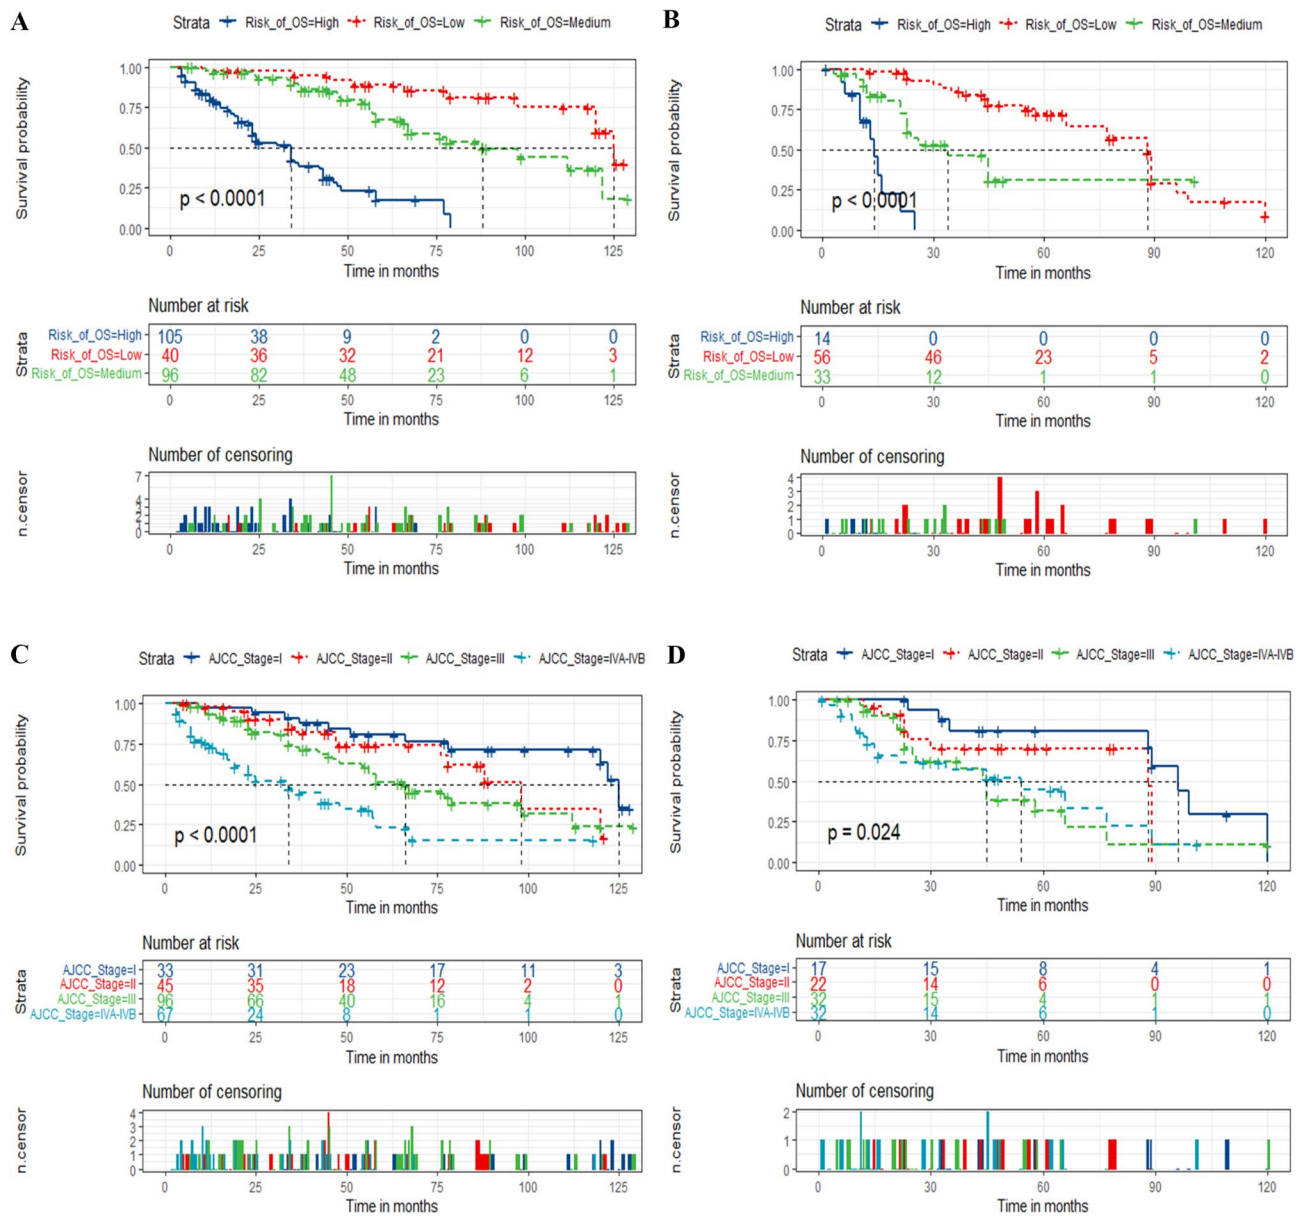 A
Strata Risk_of_OS=High Risk_of_OS=Low Risk_of_OS=Medium
Survival probability
1.00
0.75
0.50
0.25
0.00
p < 0.0001
0 25 50 75 100 125
Time in months
Number at risk
Strata
Risk_of_OS=High 105 38 9 2 0 0
Risk_of_OS=Low 40 36 32 21 12 3
Risk_of_OS=Medium 96 82 48 23 6 1
0 25 50 75 100 125
Time in months
Number of censoring
n.censor
7
4
3
2
1
0
0 25 50 75 100 125
Time in months
B
Strata Risk_of_OS=High Risk_of_OS=Low Risk_of_OS=Medium
Survival probability
1.00
0.75
0.50
0.25
0.00
p < 0.0001
0 30 60 90 120
Time in months
Number at risk
Strata
Risk_of_OS=High 14 0 0 0 0
Risk_of_OS=Low 56 46 23 5 2
Risk_of_OS=Medium 33 12 1 1 0
0 30 60 90 120
Time in months
Number of censoring
n.censor
4
3
2
1
0
0 30 60 90 120
Time in months
C
Strata AJCC_Stage=I AJCC_Stage=II AJCC_Stage=III AJCC_Stage=IVA-IVB
Survival probability
1.00
0.75
0.50
0.25
0.00
p < 0.0001
0 25 50 75 100 125
Time in months
Number at risk
Strata
AJCC_Stage=I 33 31 23 17 11 3
AJCC_Stage=II 45 35 18 12 2 0
AJCC_Stage=III 96 66 40 16 4 1
AJCC_Stage=IVA-IVB 67 24 8 1 1 0
0 25 50 75 100 125
Time in months
Number of censoring
n.censor
4
3
2
1
0
0 25 50 75 100 125
Time in months
D
Strata AJCC_Stage=I AJCC_Stage=II AJCC_Stage=III AJCC_Stage=IVA-IVB
Survival probability
1.00
0.75
0.50
0.25
0.00
p = 0.024
0 30 60 90 120
Time in months
Number at risk
Strata
AJCC_Stage=I 17 15 8 4 1
AJCC_Stage=II 22 14 6 0 0
AJCC_Stage=III 32 15 4 1 1
AJCC_Stage=IVA-IVB 32 14 6 1 0
0 30 60 90 120
Time in months
Number of censoring
n.censor
2
1
0
0 30 60 90 120
Time in months